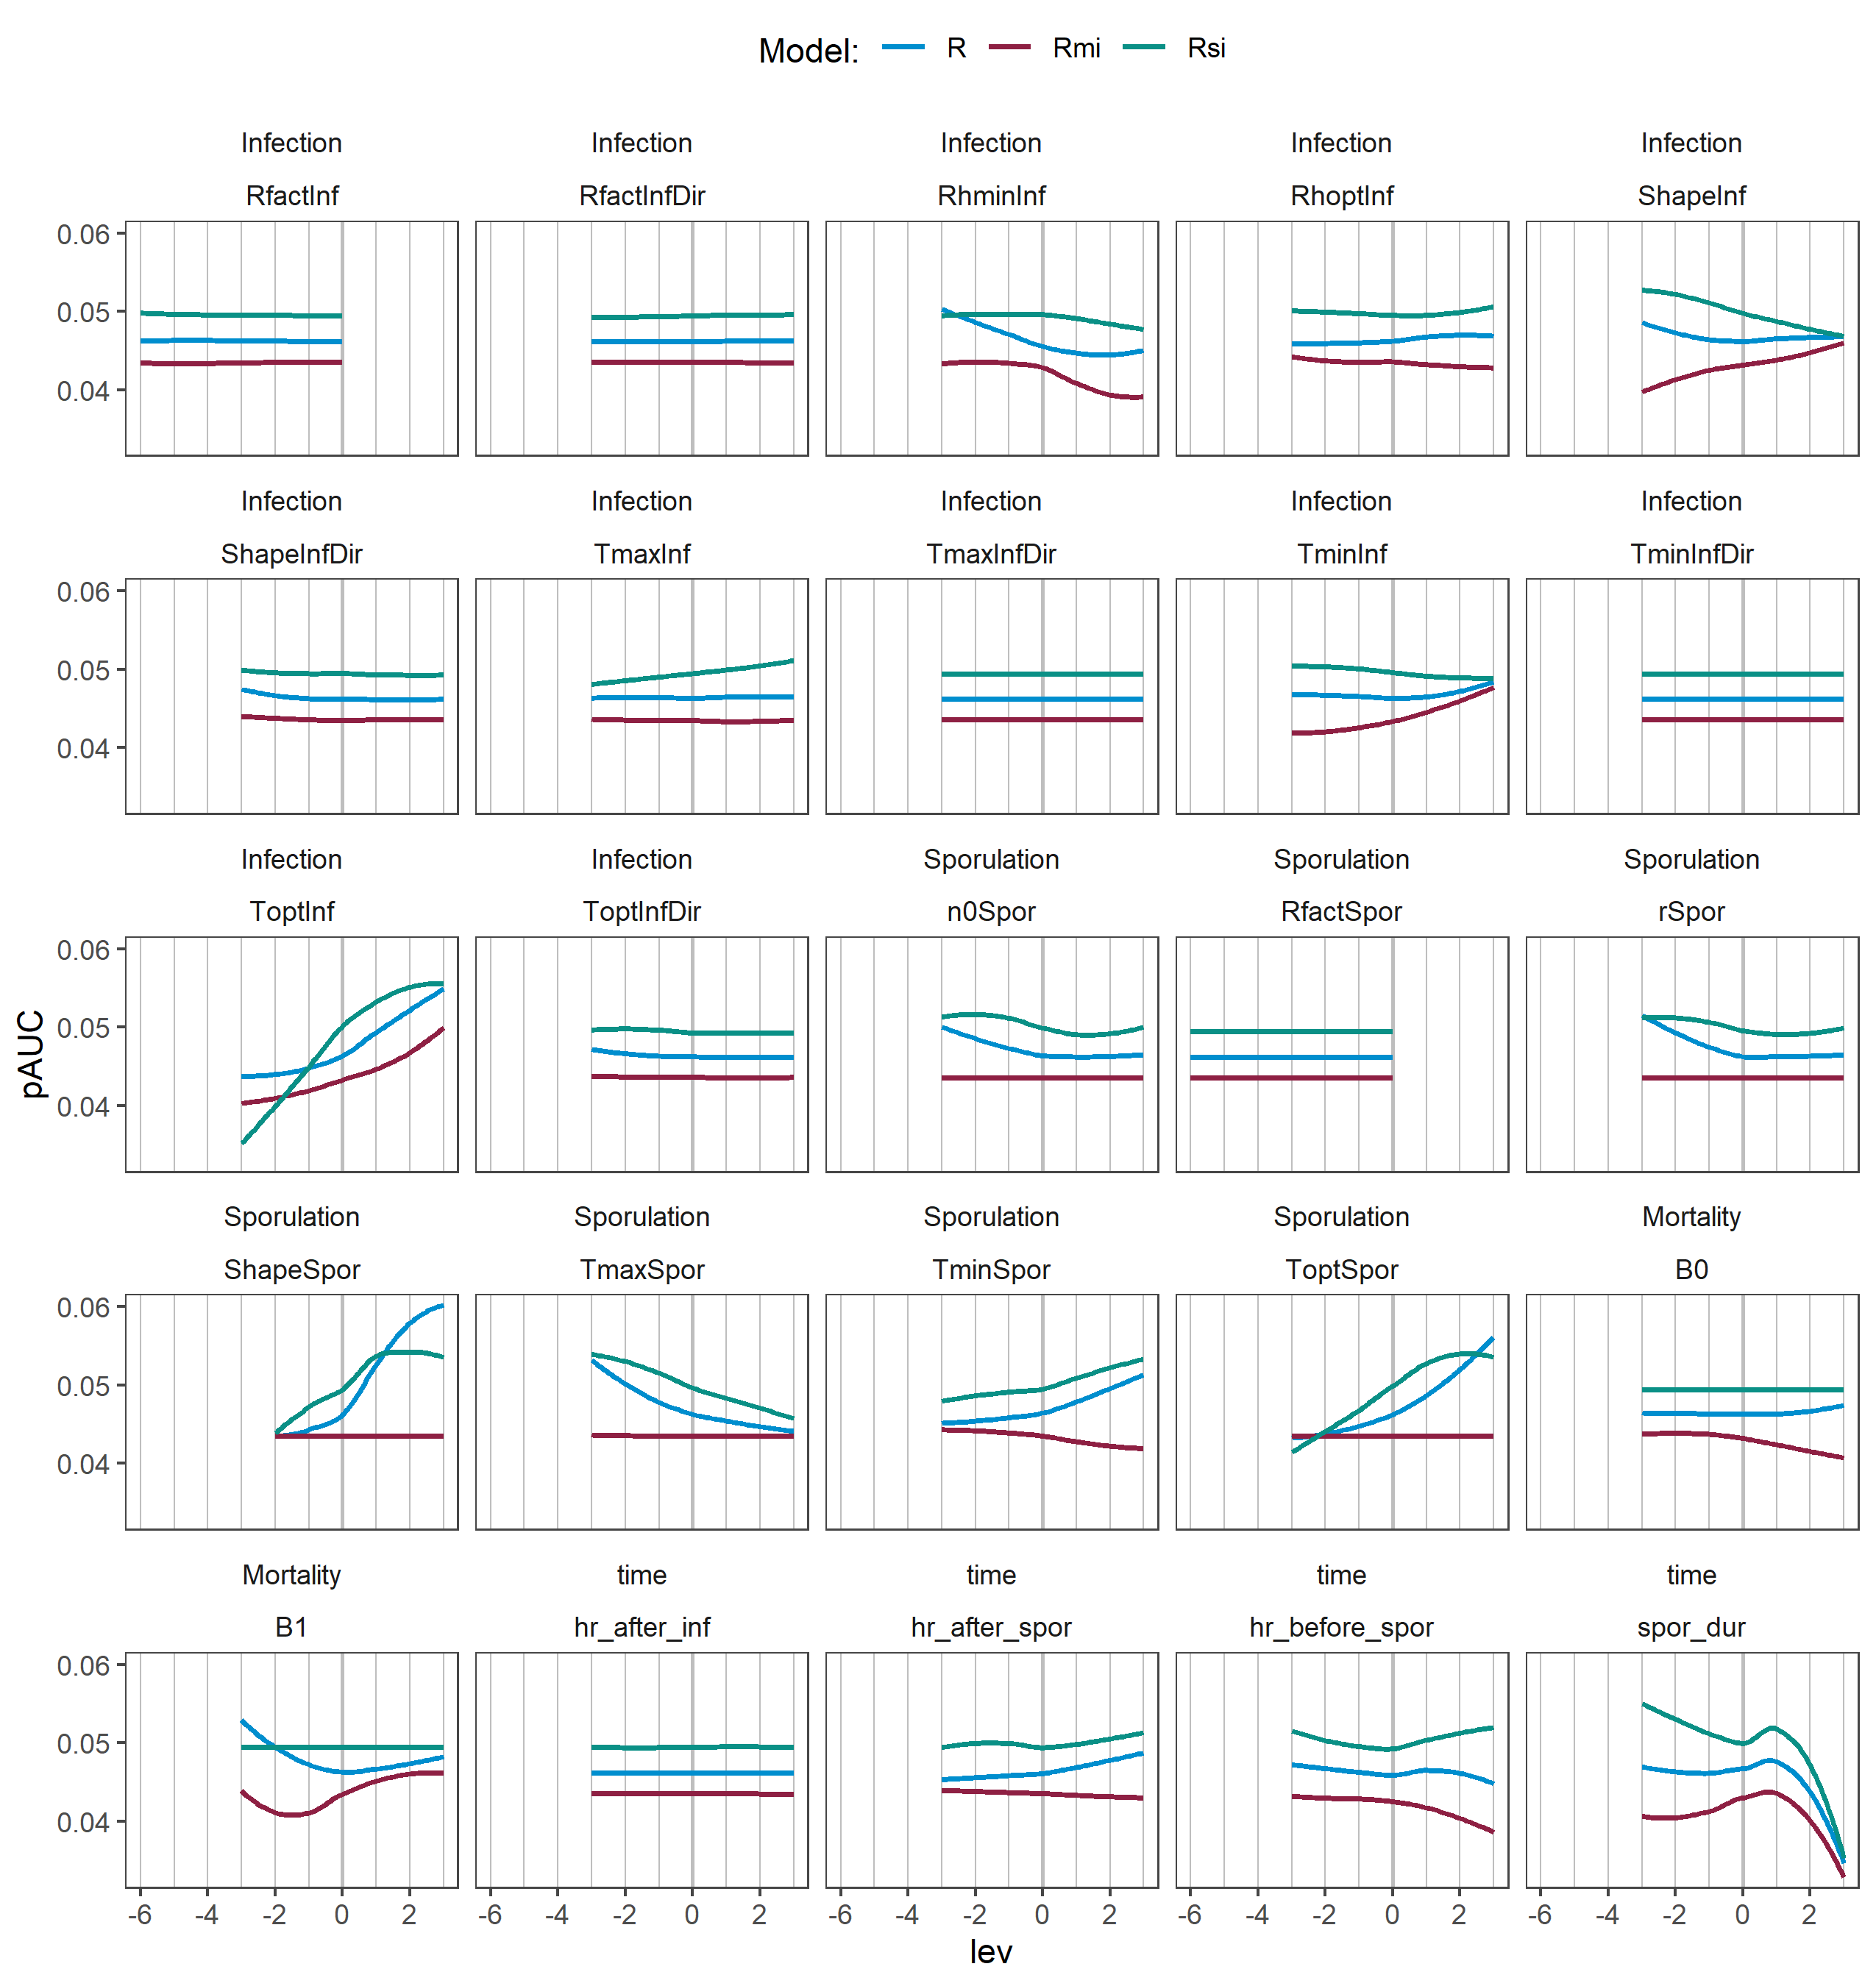 Model: R Rmi Rsi
Infection Infection Infection Infection Infection
RfactInf RfactInfDir RhminInf RhoptInf ShapeInf
0.06
0.05
0.04
Infection Infection Infection Infection Infection
ShapeInfDir TmaxInf TmaxInfDir TminInf TminInfDir
0.06
0.05
0.04
Infection Infection Sporulation Sporulation Sporulation
ToptInf ToptInfDir n0Spor RfactSpor rSpor
0.06
0.05
0.04
pAUC
Sporulation Sporulation Sporulation Sporulation Mortality
ShapeSpor TmaxSpor TminSpor ToptSpor B0
0.06
0.05
0.04
Mortality time time time time
B1 hr_after_inf hr_after_spor hr_before_spor spor_dur
0.06
0.05
0.04
-6 -4 -2 0 2 -6 -4 -2 0 2 -6 -4 -2 0 2 -6 -4 -2 0 2 -6 -4 -2 0 2
lev